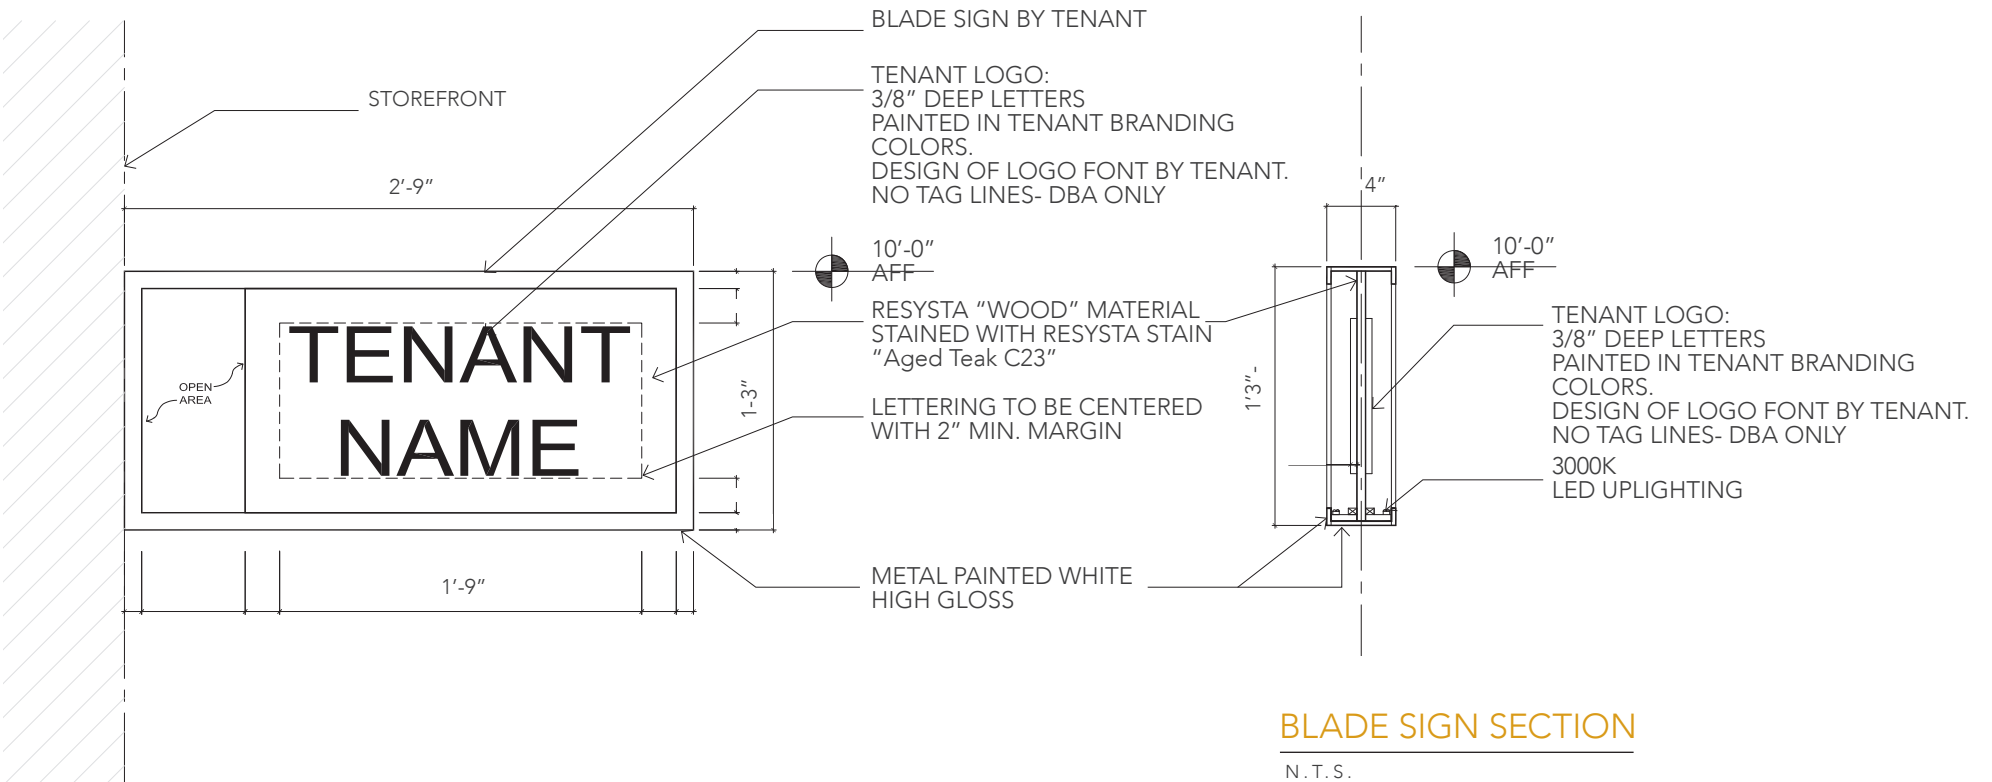 BLADE SIGN BY TENANT
TENANT LOGO:
3/8” DEEP LETTERS
PAINTED IN TENANT BRANDING
COLORS.
DESIGN OF LOGO FONT BY TENANT.
NO TAG LINES- DBA ONLY
STOREFRONT
2’-9”
10’-0”
AFF
RESYSTA “WOOD” MATERIAL
STAINED WITH RESYSTA STAIN
“Aged Teak C23”
TENANT
NAME
OPEN
AREA
1-3”
LETTERING TO BE CENTERED
WITH 2” MIN. MARGIN
1’-9”
METAL PAINTED WHITE
HIGH GLOSS
4”
10’-0”
AFF
1’3”-
TENANT LOGO:
3/8” DEEP LETTERS
PAINTED IN TENANT BRANDING
COLORS.
DESIGN OF LOGO FONT BY TENANT.
NO TAG LINES- DBA ONLY
3000K
LED UPLIGHTING
BLADE SIGN SECTION
N.T.S.